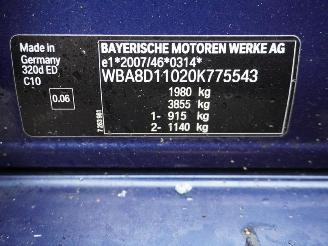 Made in
Germany
320d ED
C10
0.06
BAYERISCHE MOTOREN WERKE AG
e1*2007/46*0314*
WBA8D11020K775543
1980 kg
3855 kg
1- 915 kg
2- 1140 kg